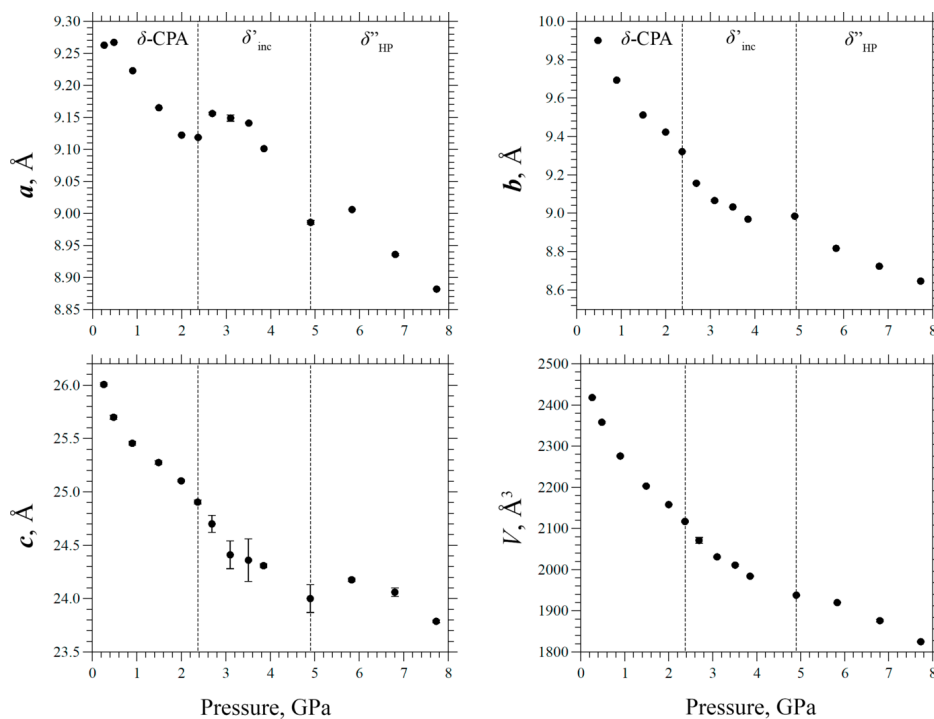 9.30
9.25
9.20
9.15
9.10
9.05
9.00
8.95
8.90
8.85
a, Å
δ-CPA
δ’inc
δ”HP
0 1 2 3 4 5 6 7 8
10.0
9.8
9.6
9.4
9.2
9.0
8.8
8.6
b, Å
δ-CPA
δ’inc
δ”HP
0 1 2 3 4 5 6 7 8
26.0
25.5
25.0
24.5
24.0
23.5
c, Å
0 1 2 3 4 5 6 7 8
Pressure, GPa
2500
2400
2300
2200
2100
2000
1900
1800
V, Å³
0 1 2 3 4 5 6 7 8
Pressure, GPa